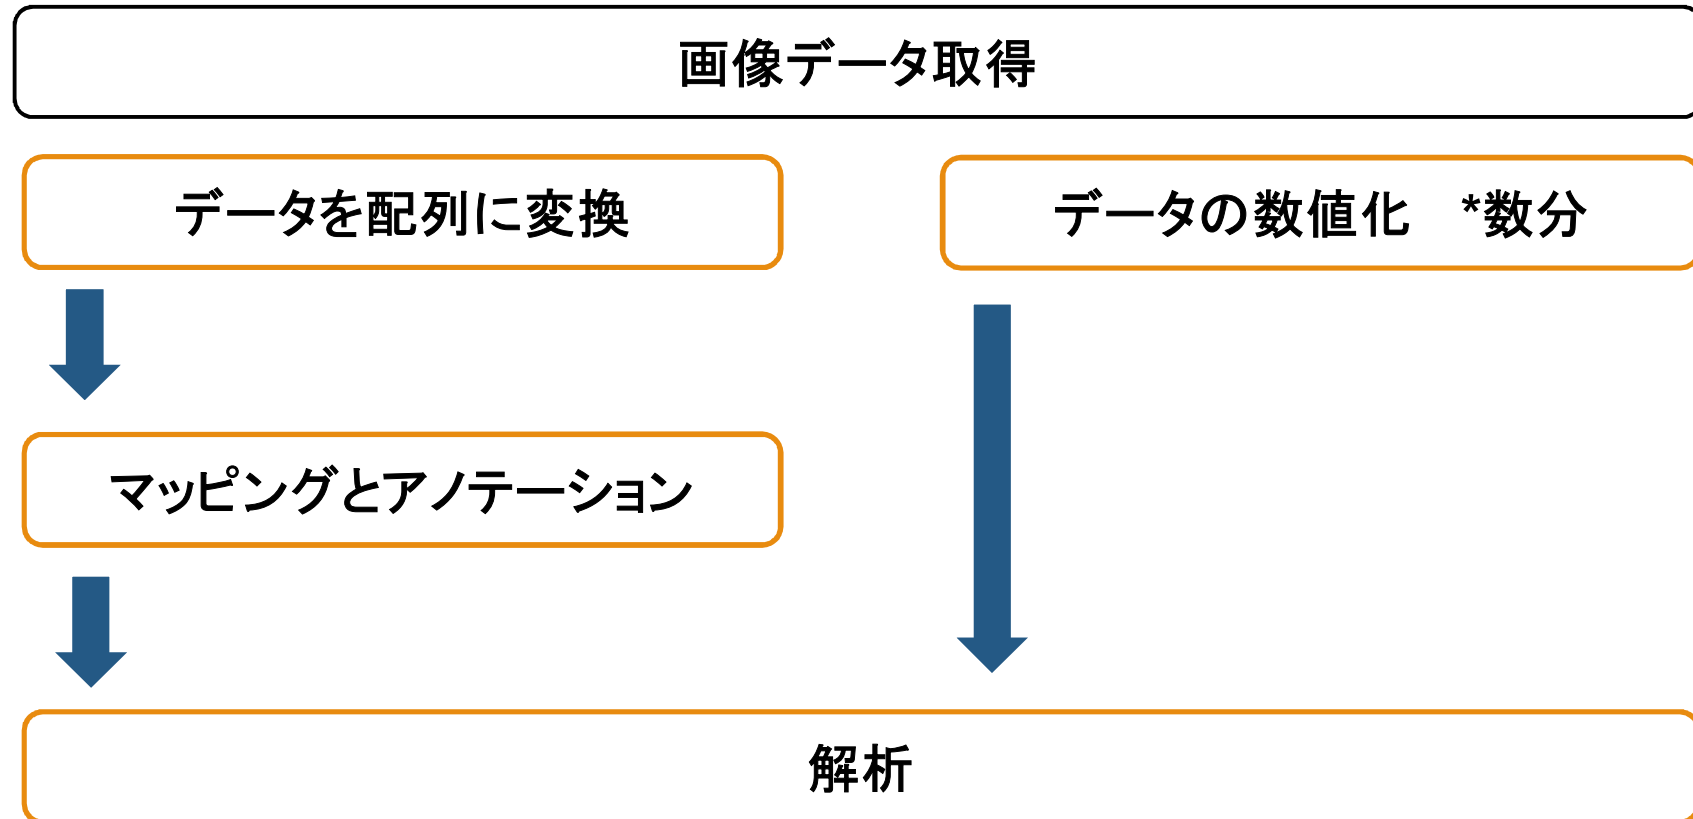 画像データ取得
データを配列に変換
データの数値化　*数分
マッピングとアノテーション
解析